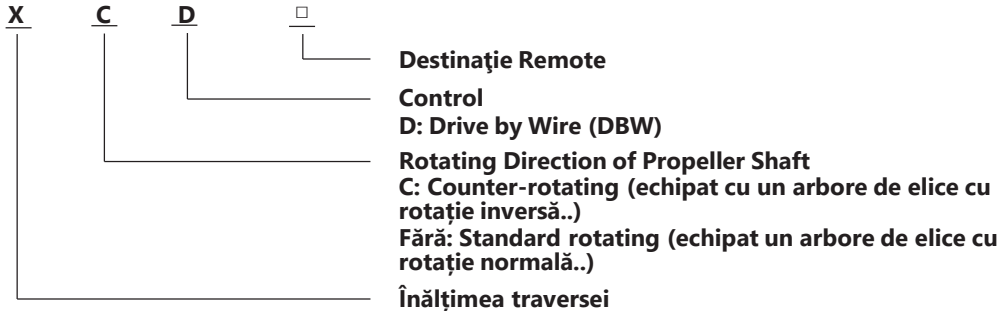 X C D □
Destinaţie Remote
Control
D: Drive by Wire (DBW)
Rotating Direction of Propeller Shaft
C: Counter-rotating (echipat cu un arbore de elice cu
rotație inversă..)
Fără: Standard rotating (echipat un arbore de elice cu
rotație normală..)
Înălțimea traversei